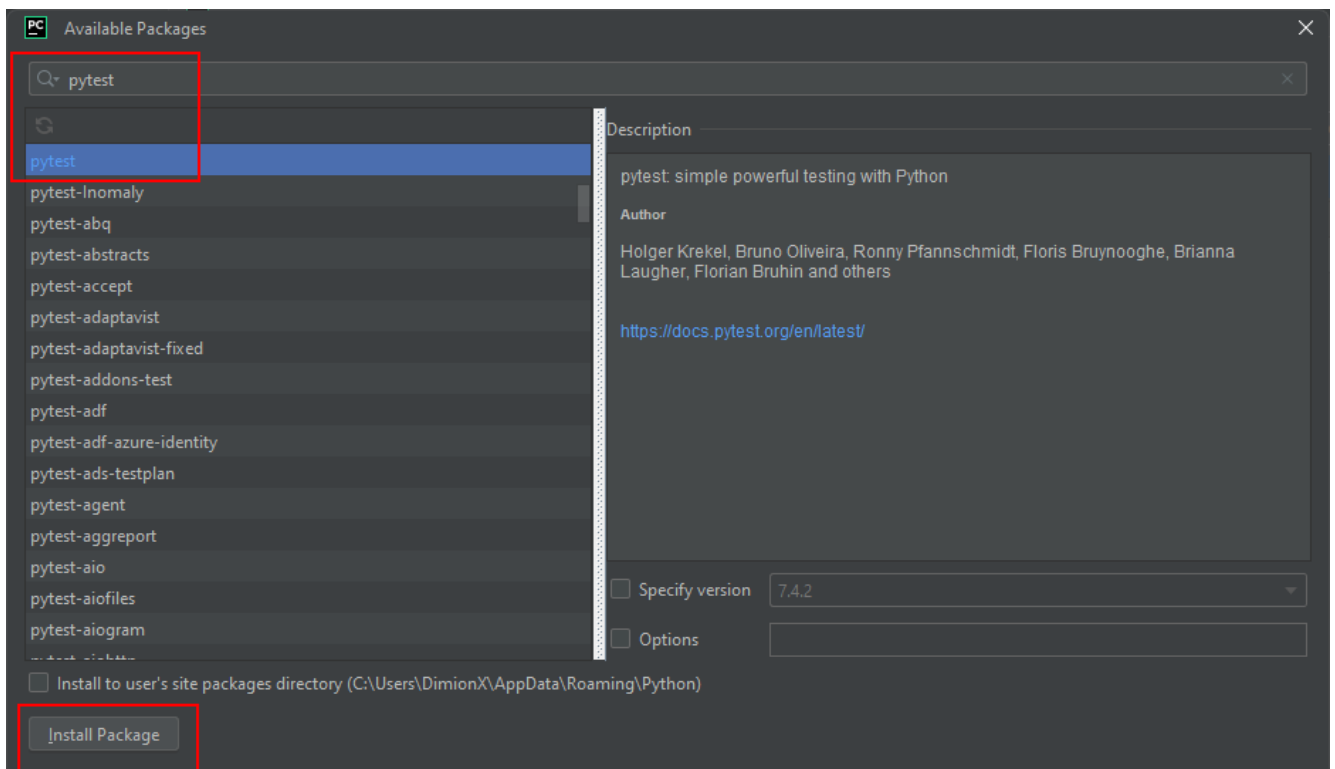 PC Available Packages
pytest
pytest
pytest-Inomaly
pytest-abq
pytest-abstracts
pytest-accept
pytest-adaptavist
pytest-adaptavist-fixed
pytest-addons-test
pytest-adf
pytest-adf-azure-identity
pytest-ads-testplan
pytest-agent
pytest-aggreport
pytest-aio
pytest-aiofiles
pytest-aiogram
Description
pytest: simple powerful testing with Python
Author
Holger Krekel, Bruno Oliveira, Ronny Pfannschmidt, Floris Bruynooghe, Brianna
Laugher, Florian Bruhin and others
https://docs.pytest.org/en/latest/
Specify version 7.4.2
Options
Install to user's site packages directory (C:\Users\DimionX\AppData\Roaming\Python)
Install Package